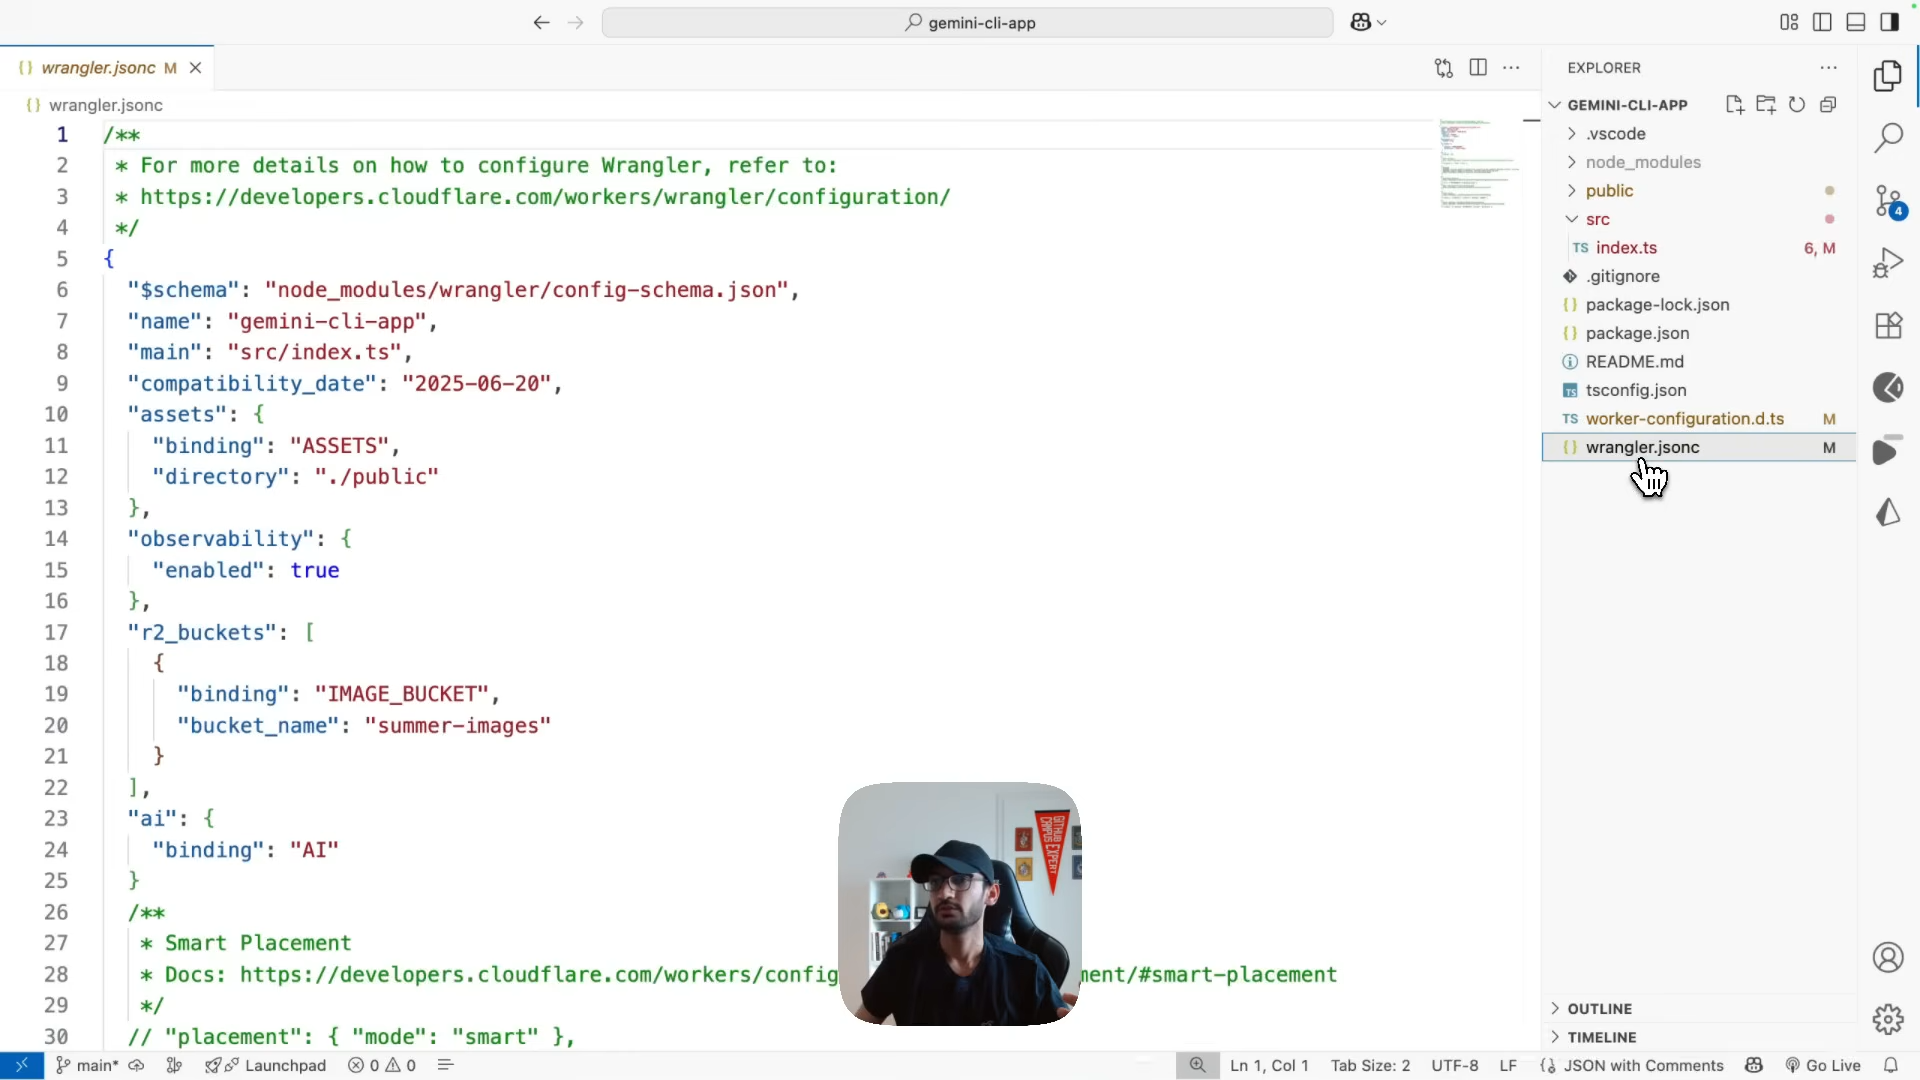 gemini-cli-app
wrangler.jsonc M
wrangler.jsonc
1 /**
2 * For more details on how to configure Wrangler, refer to:
3 * https://developers.cloudflare.com/workers/wrangler/configuration/
4 */
5 {
6 "$schema": "node_modules/wrangler/config-schema.json",
7 "name": "gemini-cli-app",
8 "main": "src/index.ts",
9 "compatibility_date": "2025-06-20",
10 "assets": {
11 "binding": "ASSETS",
12 "directory": "./public"
13 },
14 "observability": {
15 "enabled": true
16 },
17 "r2_buckets": [
18 {
19 "binding": "IMAGE_BUCKET",
20 "bucket_name": "summer-images"
21 }
22 ],
23 "ai": {
24 "binding": "AI"
25 }
26 /**
27 * Smart Placement
28 * Docs: https://developers.cloudflare.com/workers/config ment/#smart-placement
29 */
30 // "placement": { "mode": "smart" },
GITHUB
CAMPUS EXPERT
EXPLORER
GEMINI-CLI-APP
.vscode
node_modules
public
src
TS index.ts 6, M
.gitignore
package-lock.json
package.json
README.md
tsconfig.json
TS worker-configuration.d.ts M
wrangler.jsonc M
OUTLINE
TIMELINE
4
main* Launchpad 0 0 Ln 1, Col 1 Tab Size: 2 UTF-8 LF JSON with Comments Go Live